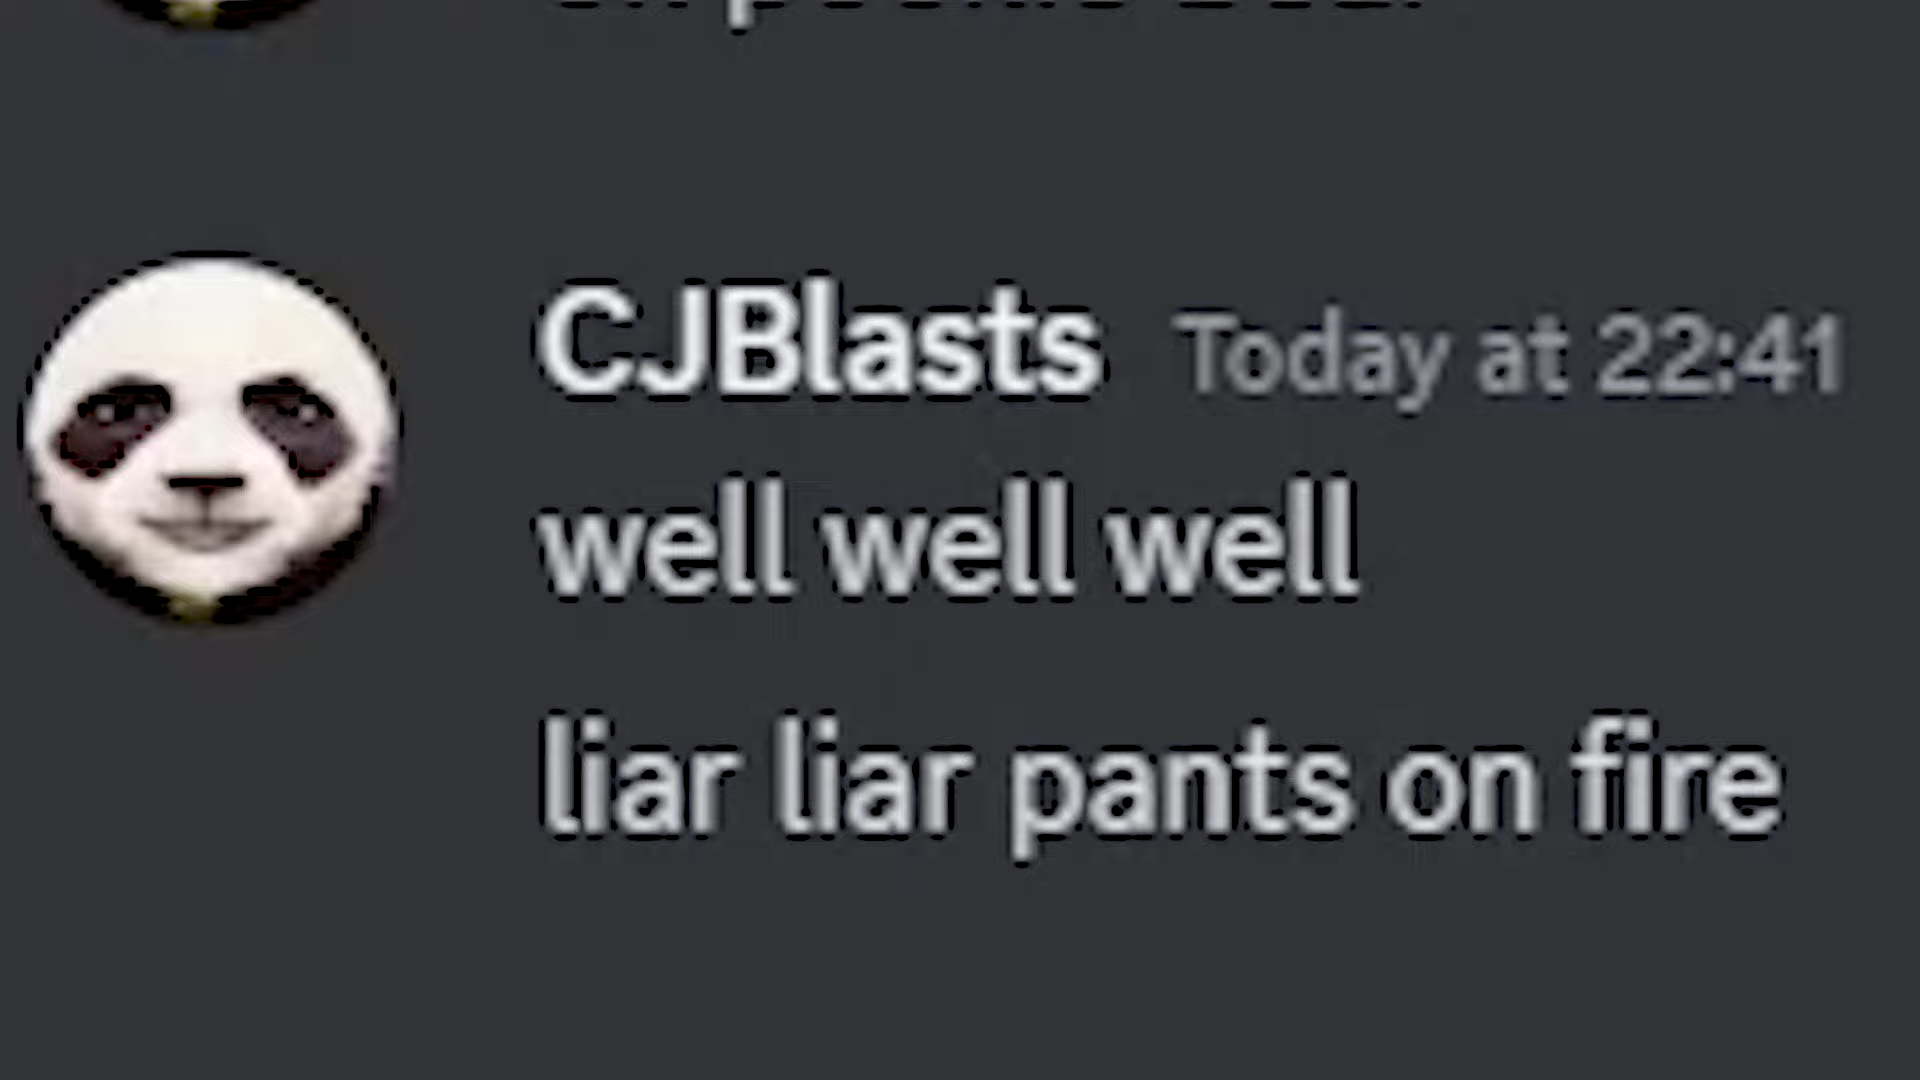 CJBlasts Today at 22:41
well well well
liar liar pants on fire